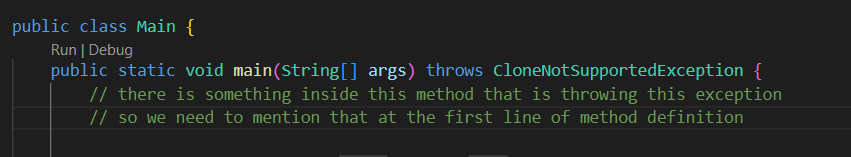 public class Main {
Run | Debug
public static void main(String[] args) throws CloneNotSupportedException {
// there is something inside this method that is throwing this exception
// so we need to mention that at the first line of method definition